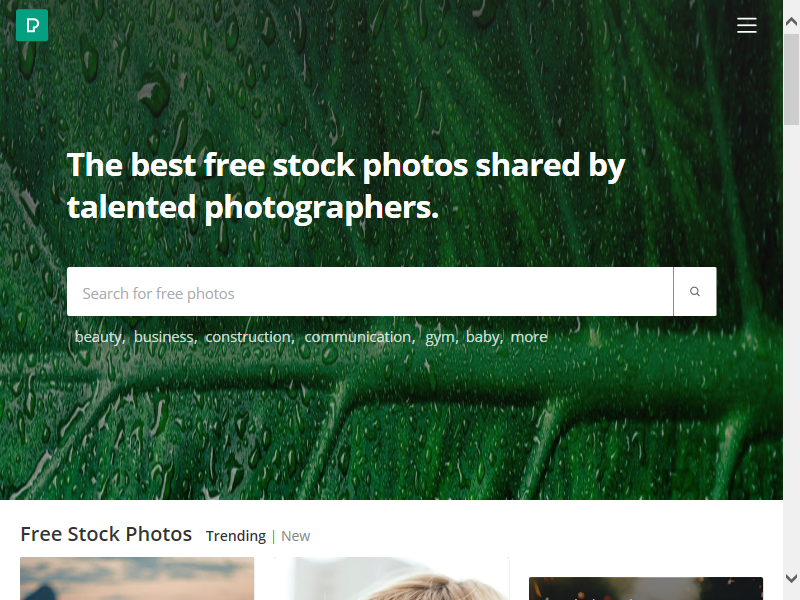 The best free stock photos shared by
talented photographers.
Search for free photos
beauty, business, construction, communication, gym, baby, more
Free Stock Photos Trending | New